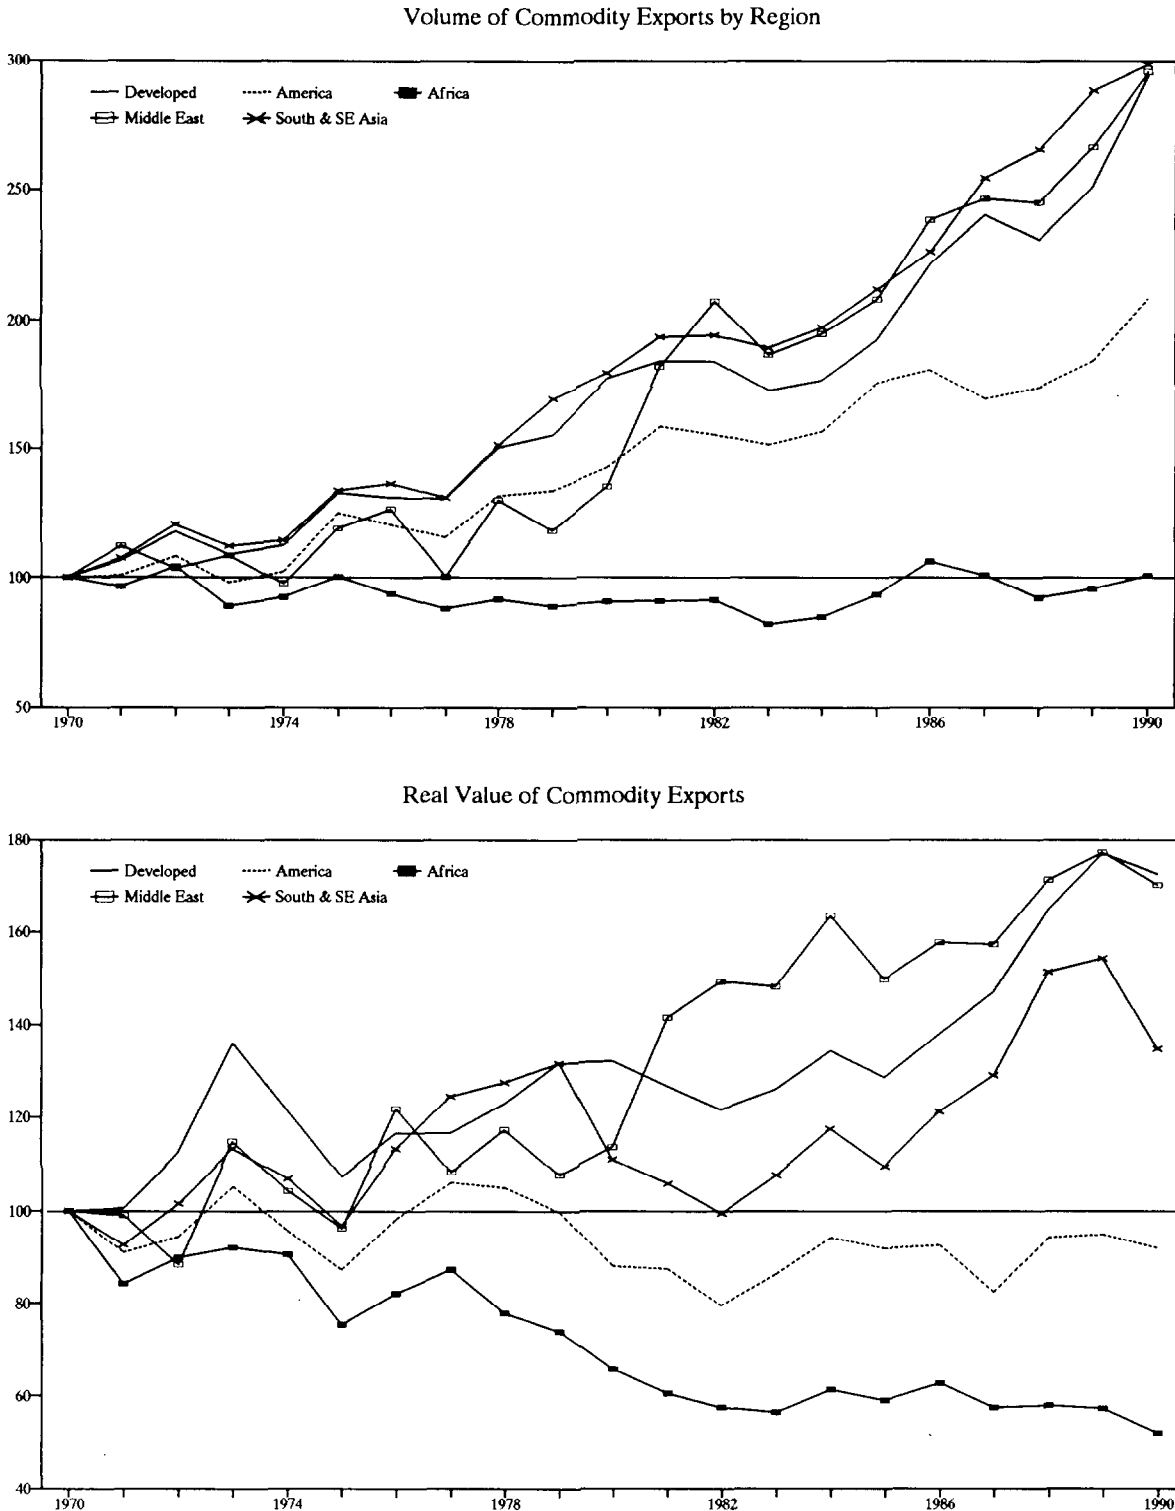 Volume of Commodity Exports by Region
300
Developed America Africa
Middle East South & SE Asia
250
200
150
100
50
1970 1974 1978 1982 1986 1990
Real Value of Commodity Exports
180
Developed America Africa
Middle East South & SE Asia
160
140
120
100
80
60
40
1970 1974 1978 1982 1986 1990